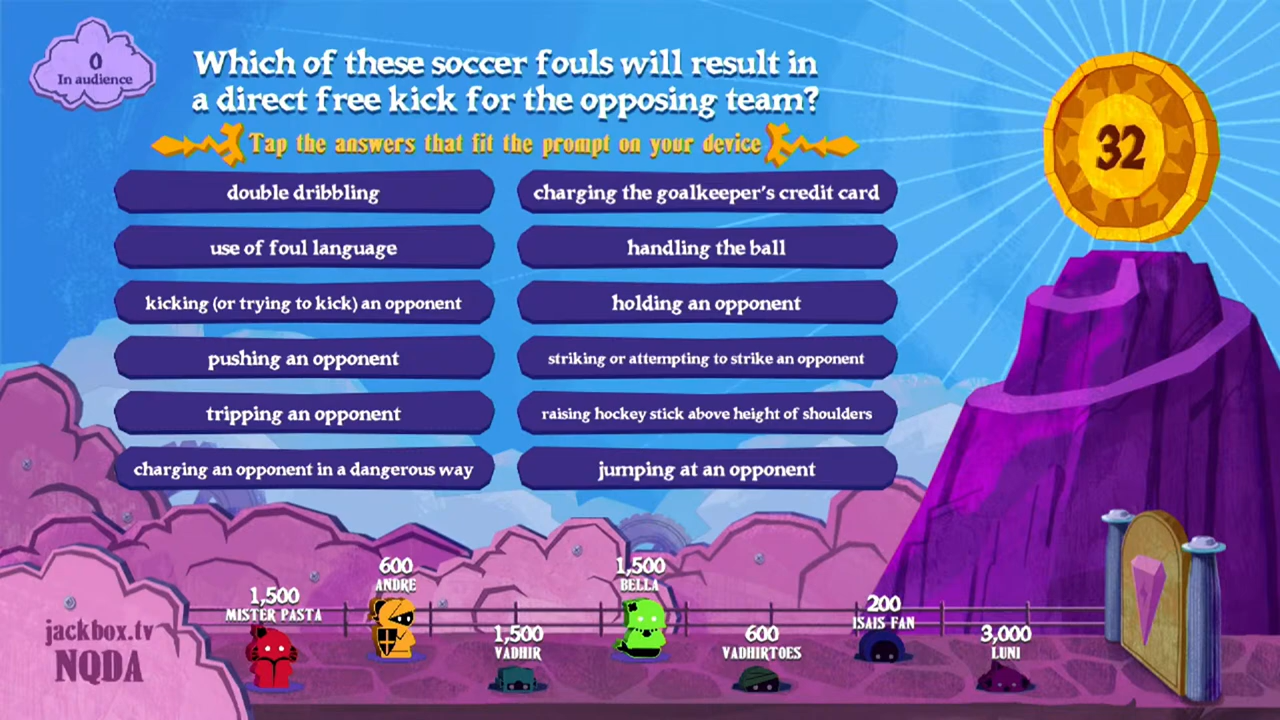 0
In audience
Which of these soccer fouls will result in
a direct free kick for the opposing team?
Tap the answers that fit the prompt on your device
32
double dribbling
charging the goalkeeper's credit card
use of foul language
handling the ball
kicking (or trying to kick) an opponent
holding an opponent
pushing an opponent
striking or attempting to strike an opponent
tripping an opponent
raising hockey stick above height of shoulders
charging an opponent in a dangerous way
jumping at an opponent
1,500
MISTER PASTA
600
ANDRE
1,500
VADHIR
1,500
BELLA
600
VADHIRTOES
200
ISAIS FAN
3,000
LUNI
jackbox.tv
NQDA